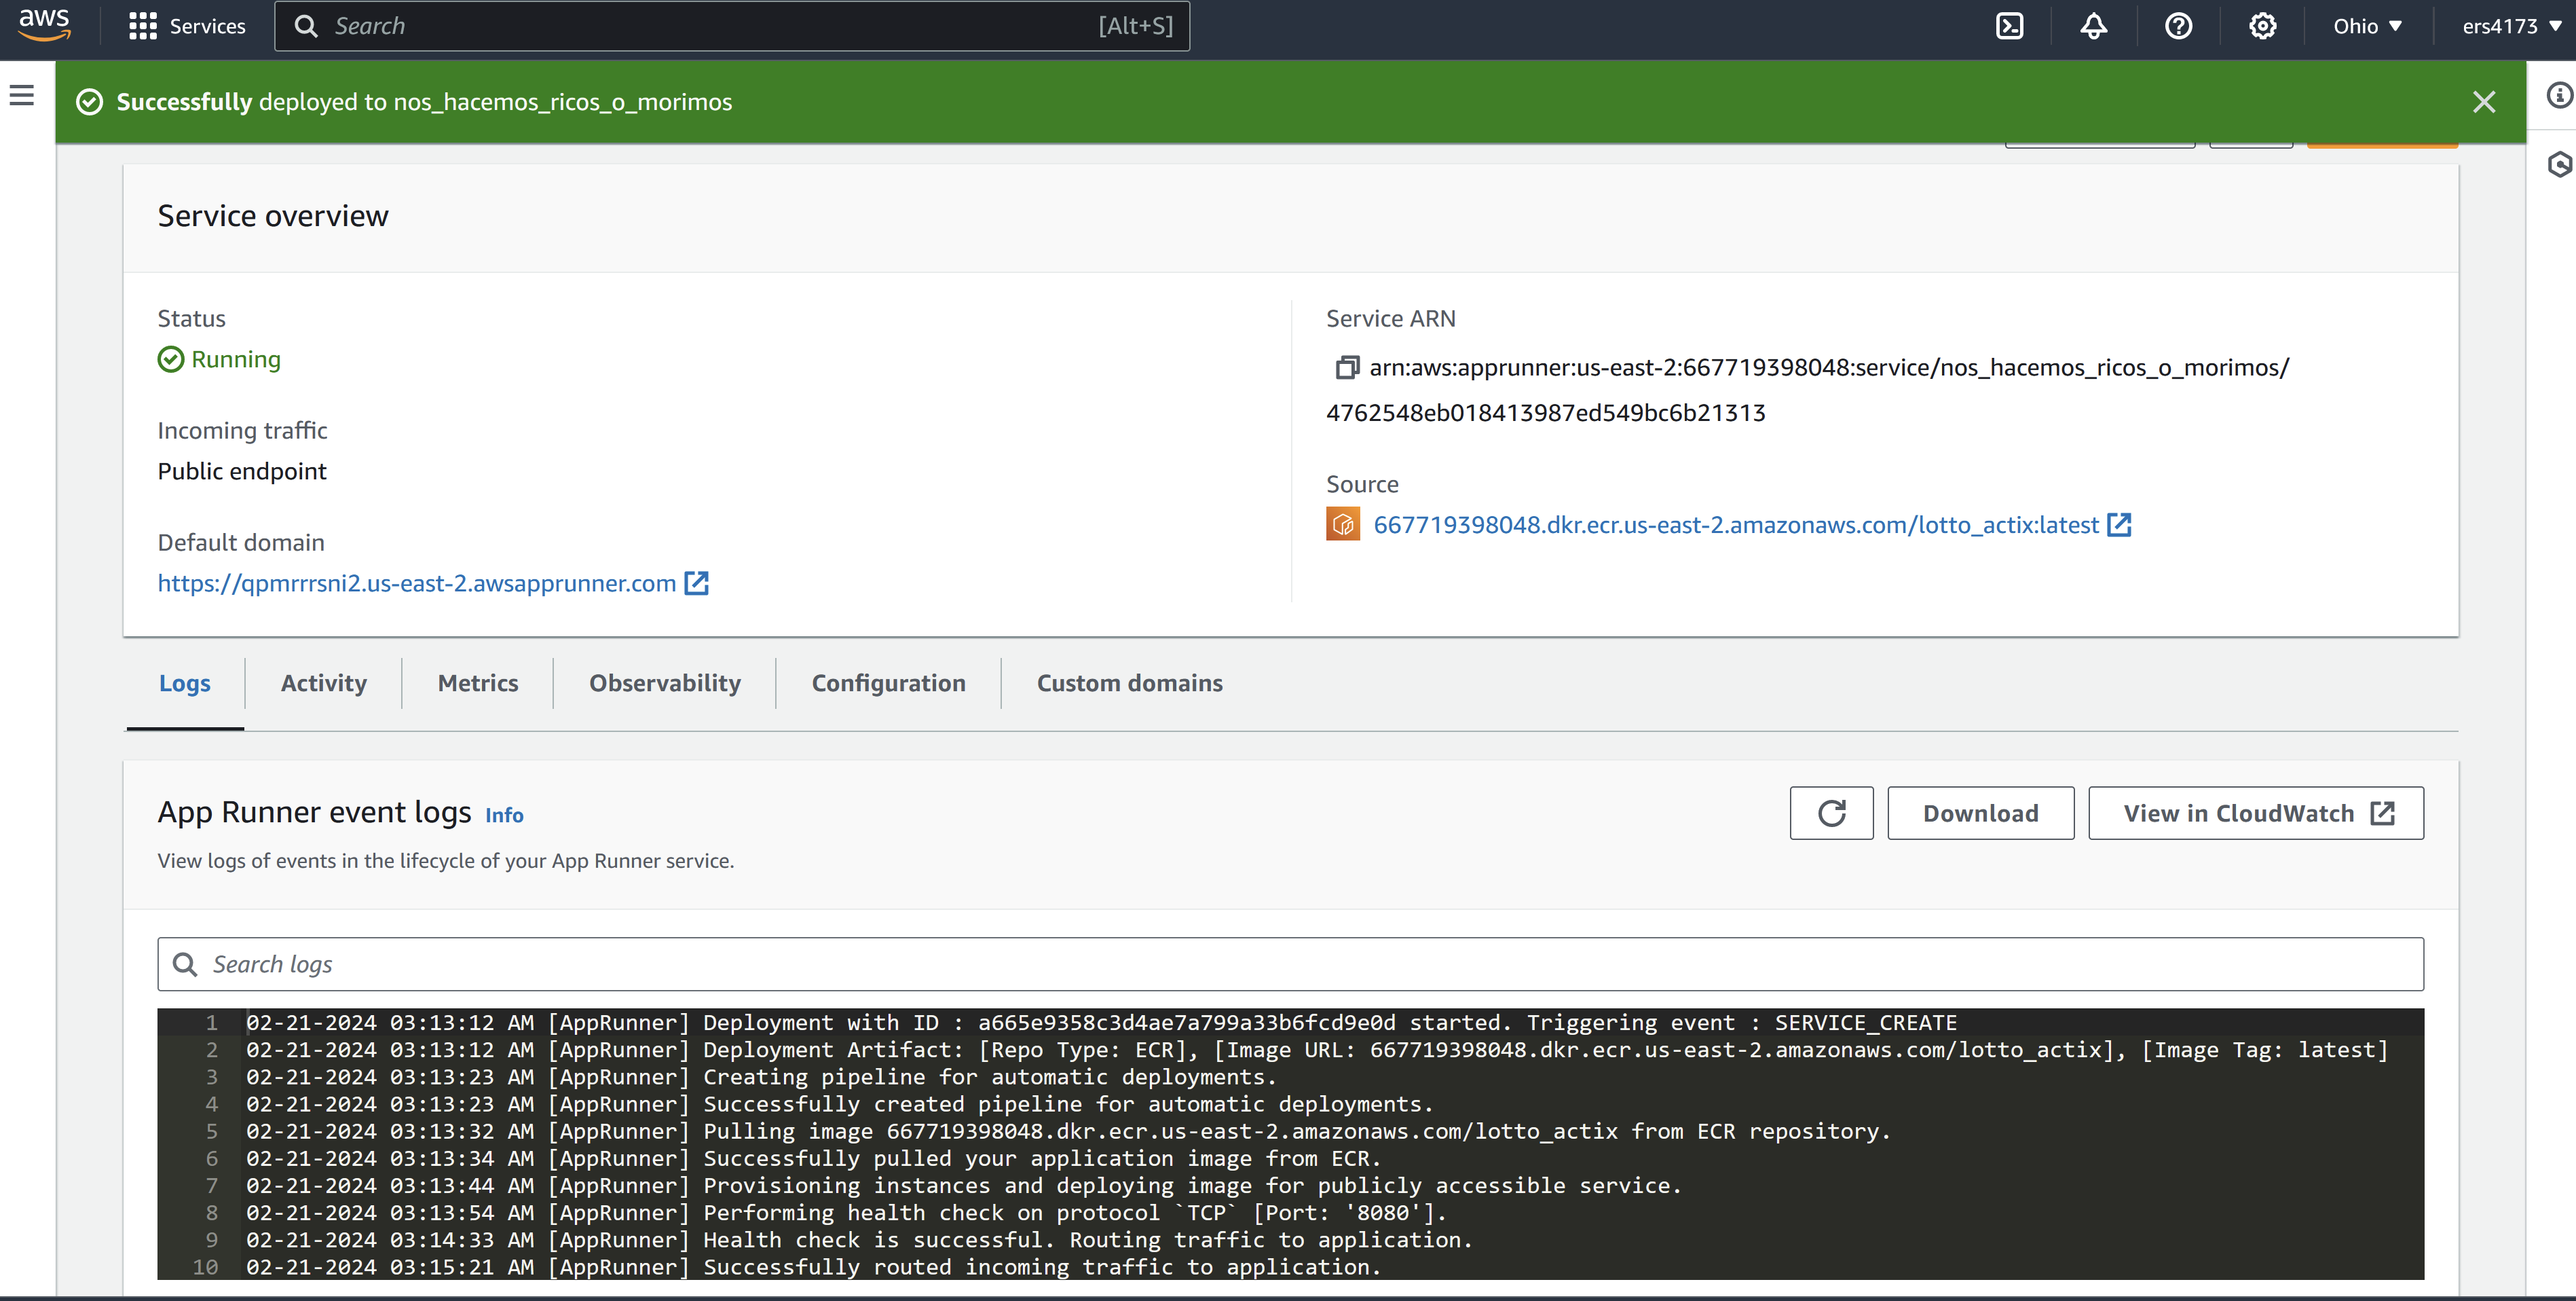 aws
Services
Search
[Alt+S]
Ohio
ers4173
Successfully deployed to nos_hacemos_ricos_o_morimos
Service overview
Status
Running
Incoming traffic
Public endpoint
Default domain
https://qpmrrrsni2.us-east-2.awsapprunner.com
Service ARN
arn:aws:apprunner:us-east-2:667719398048:service/nos_hacemos_ricos_o_morimos/
4762548eb018413987ed549bc6b21313
Source
667719398048.dkr.ecr.us-east-2.amazonaws.com/lotto_actix:latest
Logs
Activity
Metrics
Observability
Configuration
Custom domains
App Runner event logs Info
View logs of events in the lifecycle of your App Runner service.
Download
View in CloudWatch
Search logs
1 02-21-2024 03:13:12 AM [AppRunner] Deployment with ID : a665e9358c3d4ae7a799a33b6fcd9e0d started. Triggering event : SERVICE_CREATE
2 02-21-2024 03:13:12 AM [AppRunner] Deployment Artifact: [Repo Type: ECR], [Image URL: 667719398048.dkr.ecr.us-east-2.amazonaws.com/lotto_actix], [Image Tag: latest]
3 02-21-2024 03:13:23 AM [AppRunner] Creating pipeline for automatic deployments.
4 02-21-2024 03:13:23 AM [AppRunner] Successfully created pipeline for automatic deployments.
5 02-21-2024 03:13:32 AM [AppRunner] Pulling image 667719398048.dkr.ecr.us-east-2.amazonaws.com/lotto_actix from ECR repository.
6 02-21-2024 03:13:34 AM [AppRunner] Successfully pulled your application image from ECR.
7 02-21-2024 03:13:44 AM [AppRunner] Provisioning instances and deploying image for publicly accessible service.
8 02-21-2024 03:13:54 AM [AppRunner] Performing health check on protocol `TCP` [Port: '8080'].
9 02-21-2024 03:14:33 AM [AppRunner] Health check is successful. Routing traffic to application.
10 02-21-2024 03:15:21 AM [AppRunner] Successfully routed incoming traffic to application.